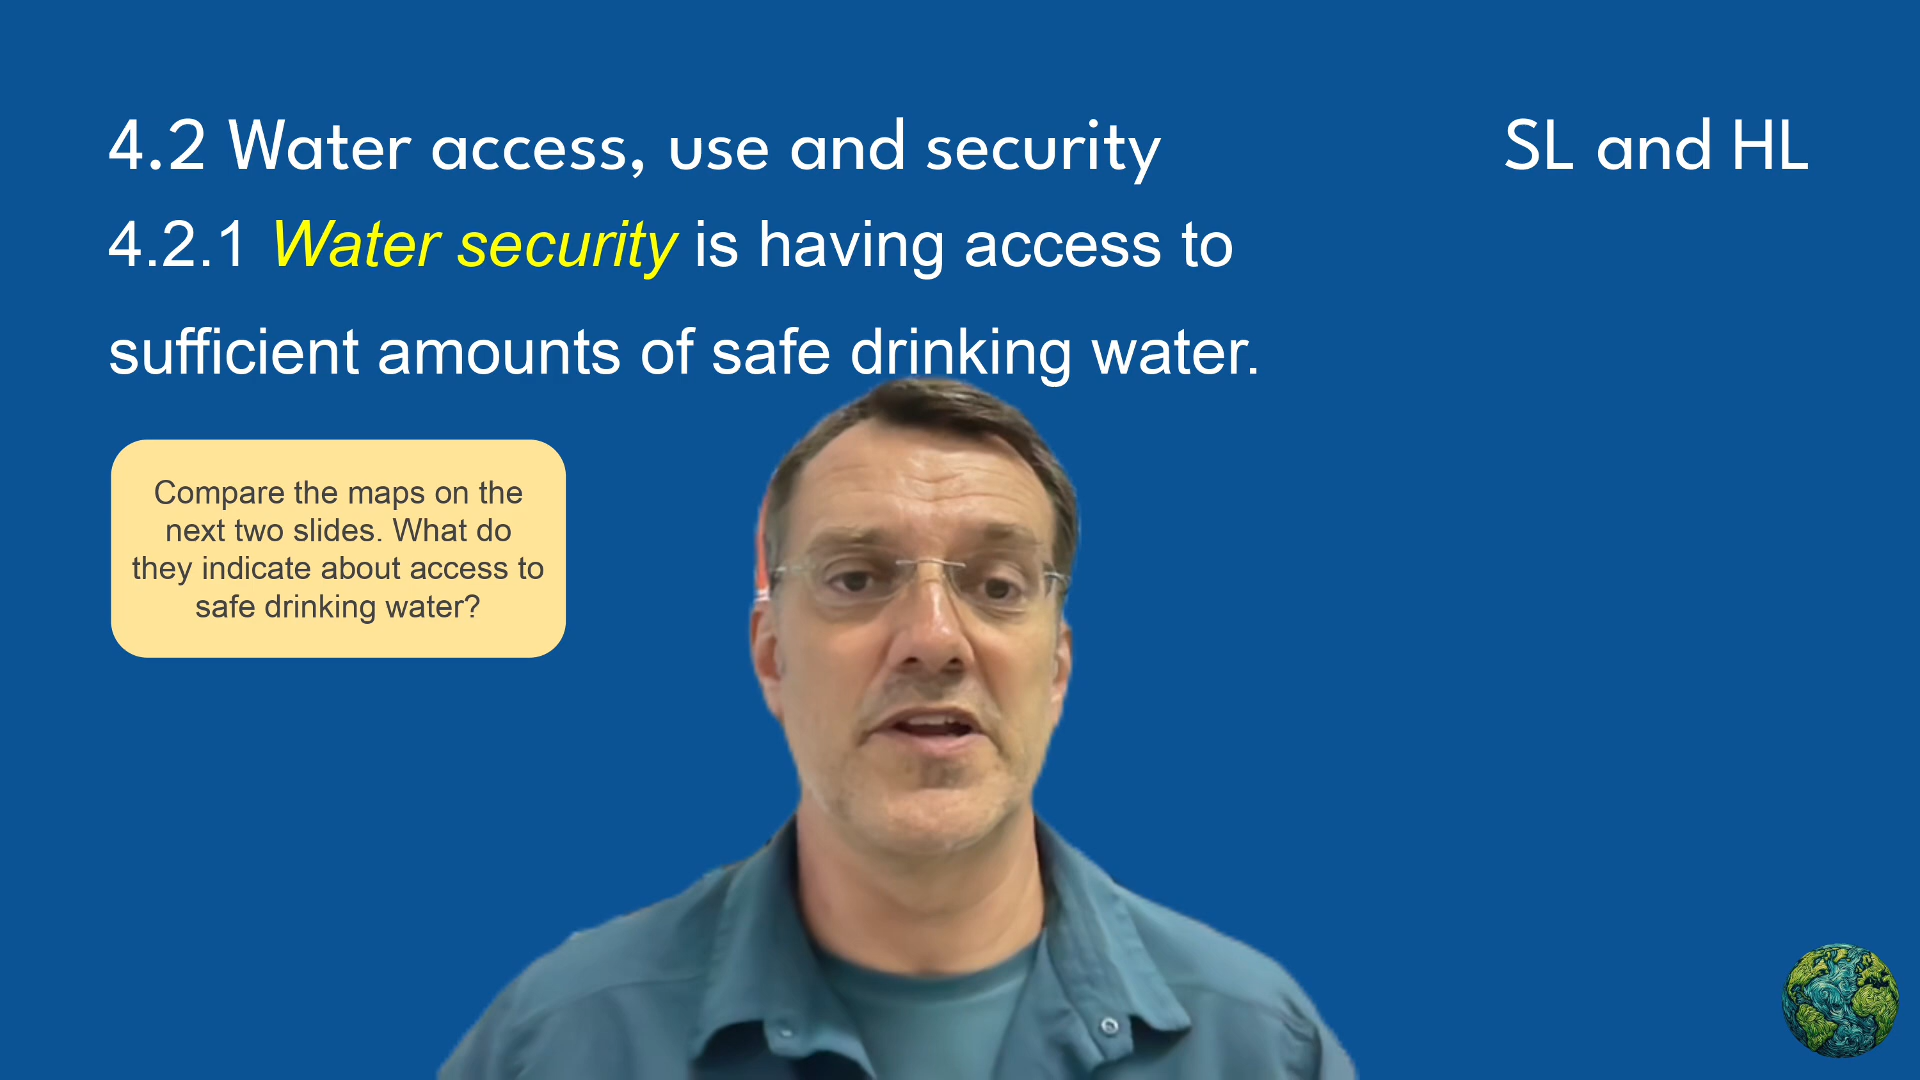 4.2 Water access, use and security SL and HL
4.2.1 Water security is having access to
sufficient amounts of safe drinking water.
Compare the maps on the
next two slides. What do
they indicate about access to
safe drinking water?